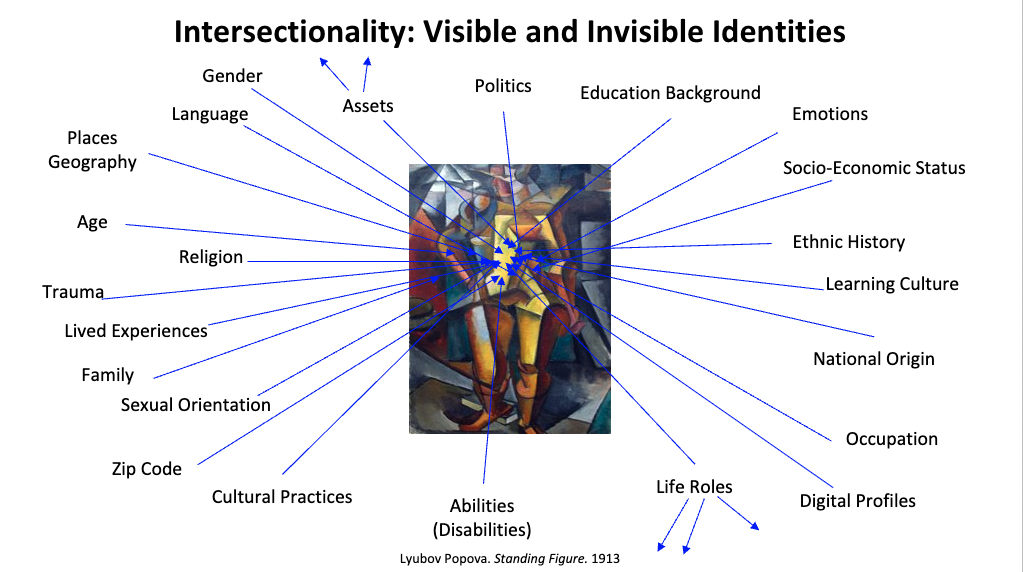 Intersectionality: Visible and Invisible Identities
Gender
Assets
Politics
Education Background
Language
Emotions
Places
Geography
Socio-Economic Status
Age
Ethnic History
Religion
Learning Culture
Trauma
Lived Experiences
National Origin
Family
Sexual Orientation
Occupation
Zip Code
Cultural Practices
Life Roles
Digital Profiles
Abilities
(Disabilities)
Lyubov Popova. Standing Figure. 1913